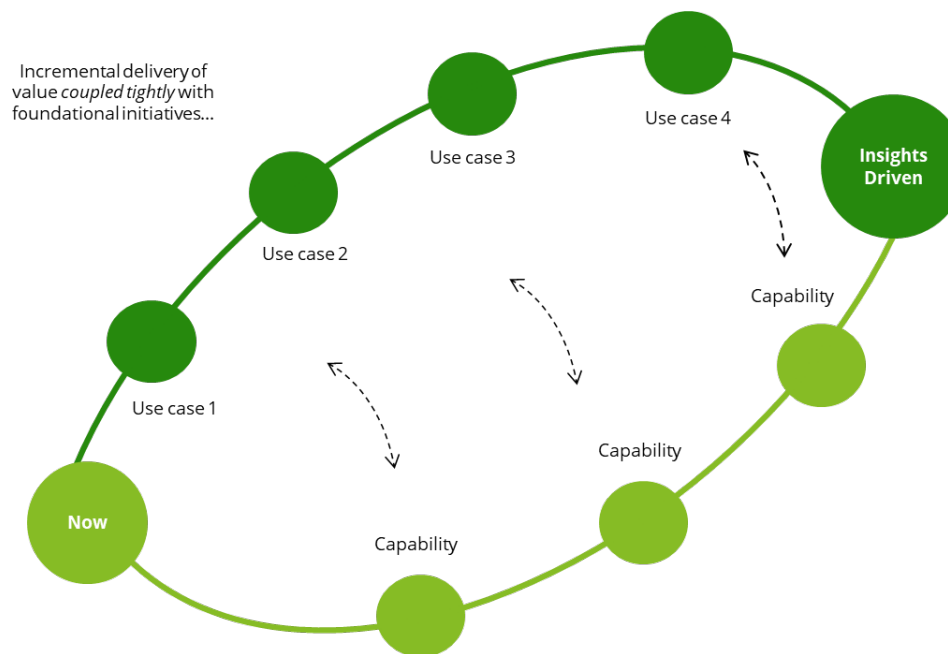 Incremental delivery of
value coupled tightly with
foundational initiatives...
Use case 4
Use case 3
Insights
Driven
Use case 2
Capability
Use case 1
Capability
Now
Capability